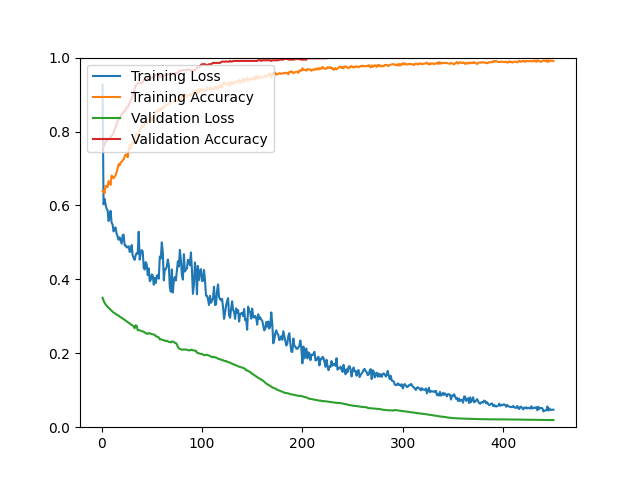 1.0
0.8
0.6
0.4
0.2
0.0
Training Loss
Training Accuracy
Validation Loss
Validation Accuracy
0 100 200 300 400